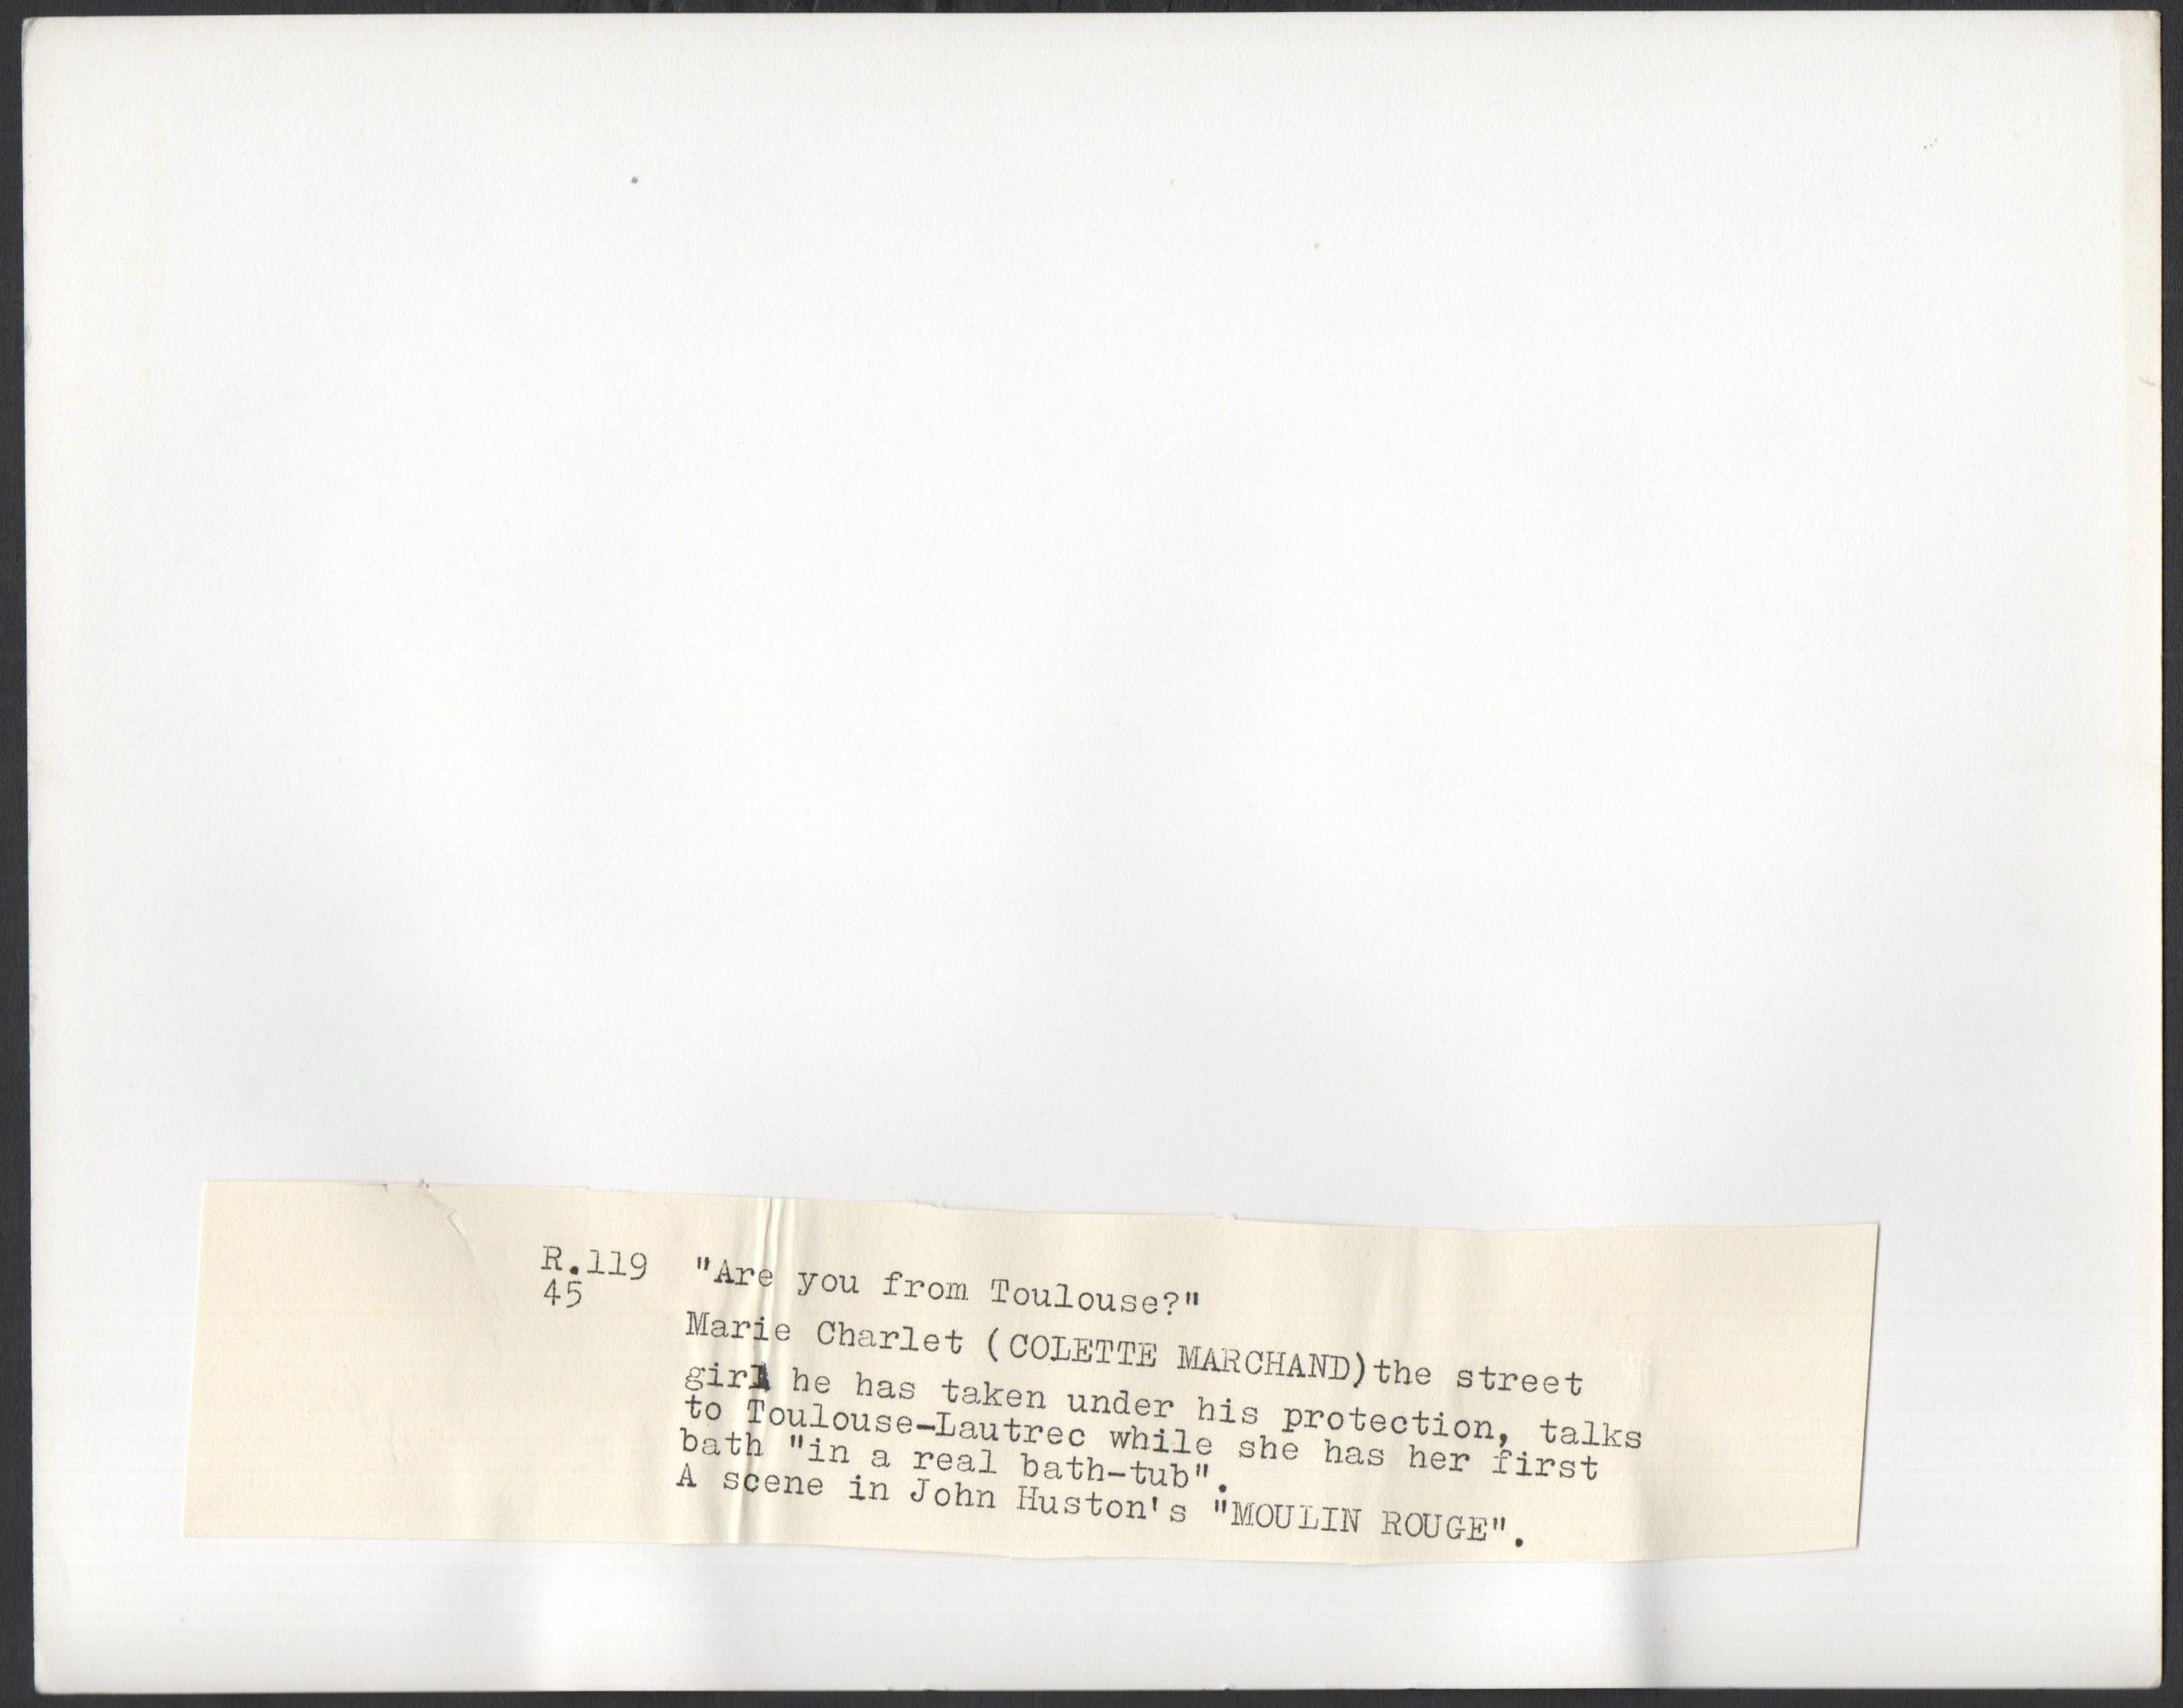 R.119 "Are you from Toulouse?"
45
Marie Charlet (COLETTE MARCHAND)the street
girl he has taken under his protection, talks
to Toulouse-Lautrec while she has her first
bath "in a real bath-tub".
A scene in John Huston's "MOULIN ROUGE".